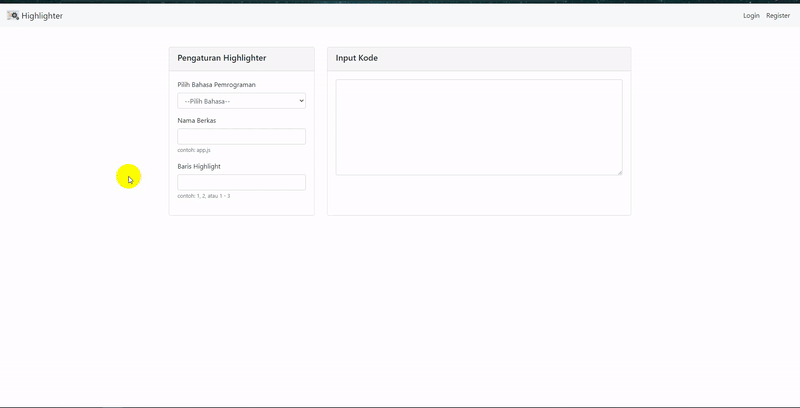 Highlighter
Login Register
Pengaturan Highlighter
Pilih Bahasa Pemrograman
--Pilih Bahasa--
Nama Berkas
contoh: app.js
Baris Highlight
contoh: 1, 2, atau 1 - 3
Input Kode